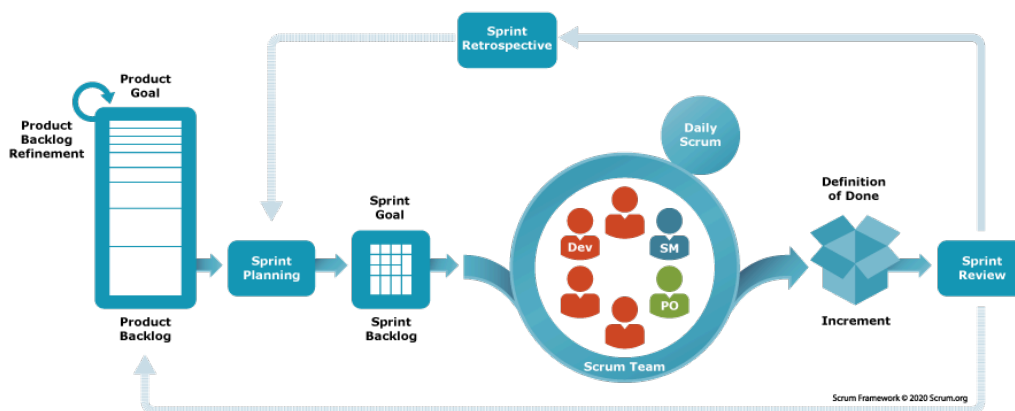 Sprint
Retrospective
Product
Goal
Product
Backlog
Refinement
Daily
Scrum
Definition
of Done
Sprint
Goal
Dev
SM
Sprint
Planning
Sprint
Review
PO
Product
Backlog
Sprint
Backlog
Increment
Scrum Team
Scrum Framework © 2020 Scrum.org